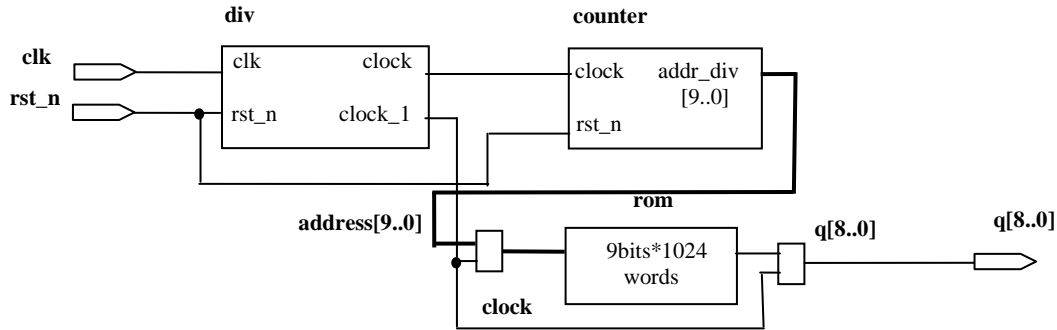 div
counter
clk
clk
clock
clock
addr_div
[9..0]
rst_n
rst_n
clock_1
rst_n
rom
address[9..0]
q[8..0]
q[8..0]
9bits*1024
words
clock